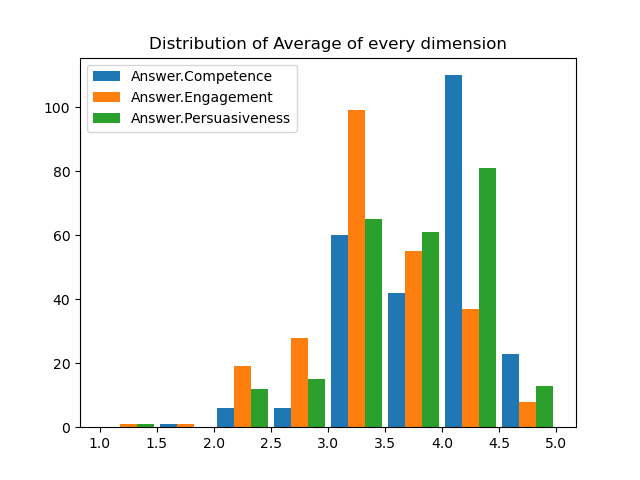 Distribution of Average of every dimension
Answer.Competence
Answer.Engagement
Answer.Persuasiveness
100
80
60
40
20
0
1.0 1.5 2.0 2.5 3.0 3.5 4.0 4.5 5.0